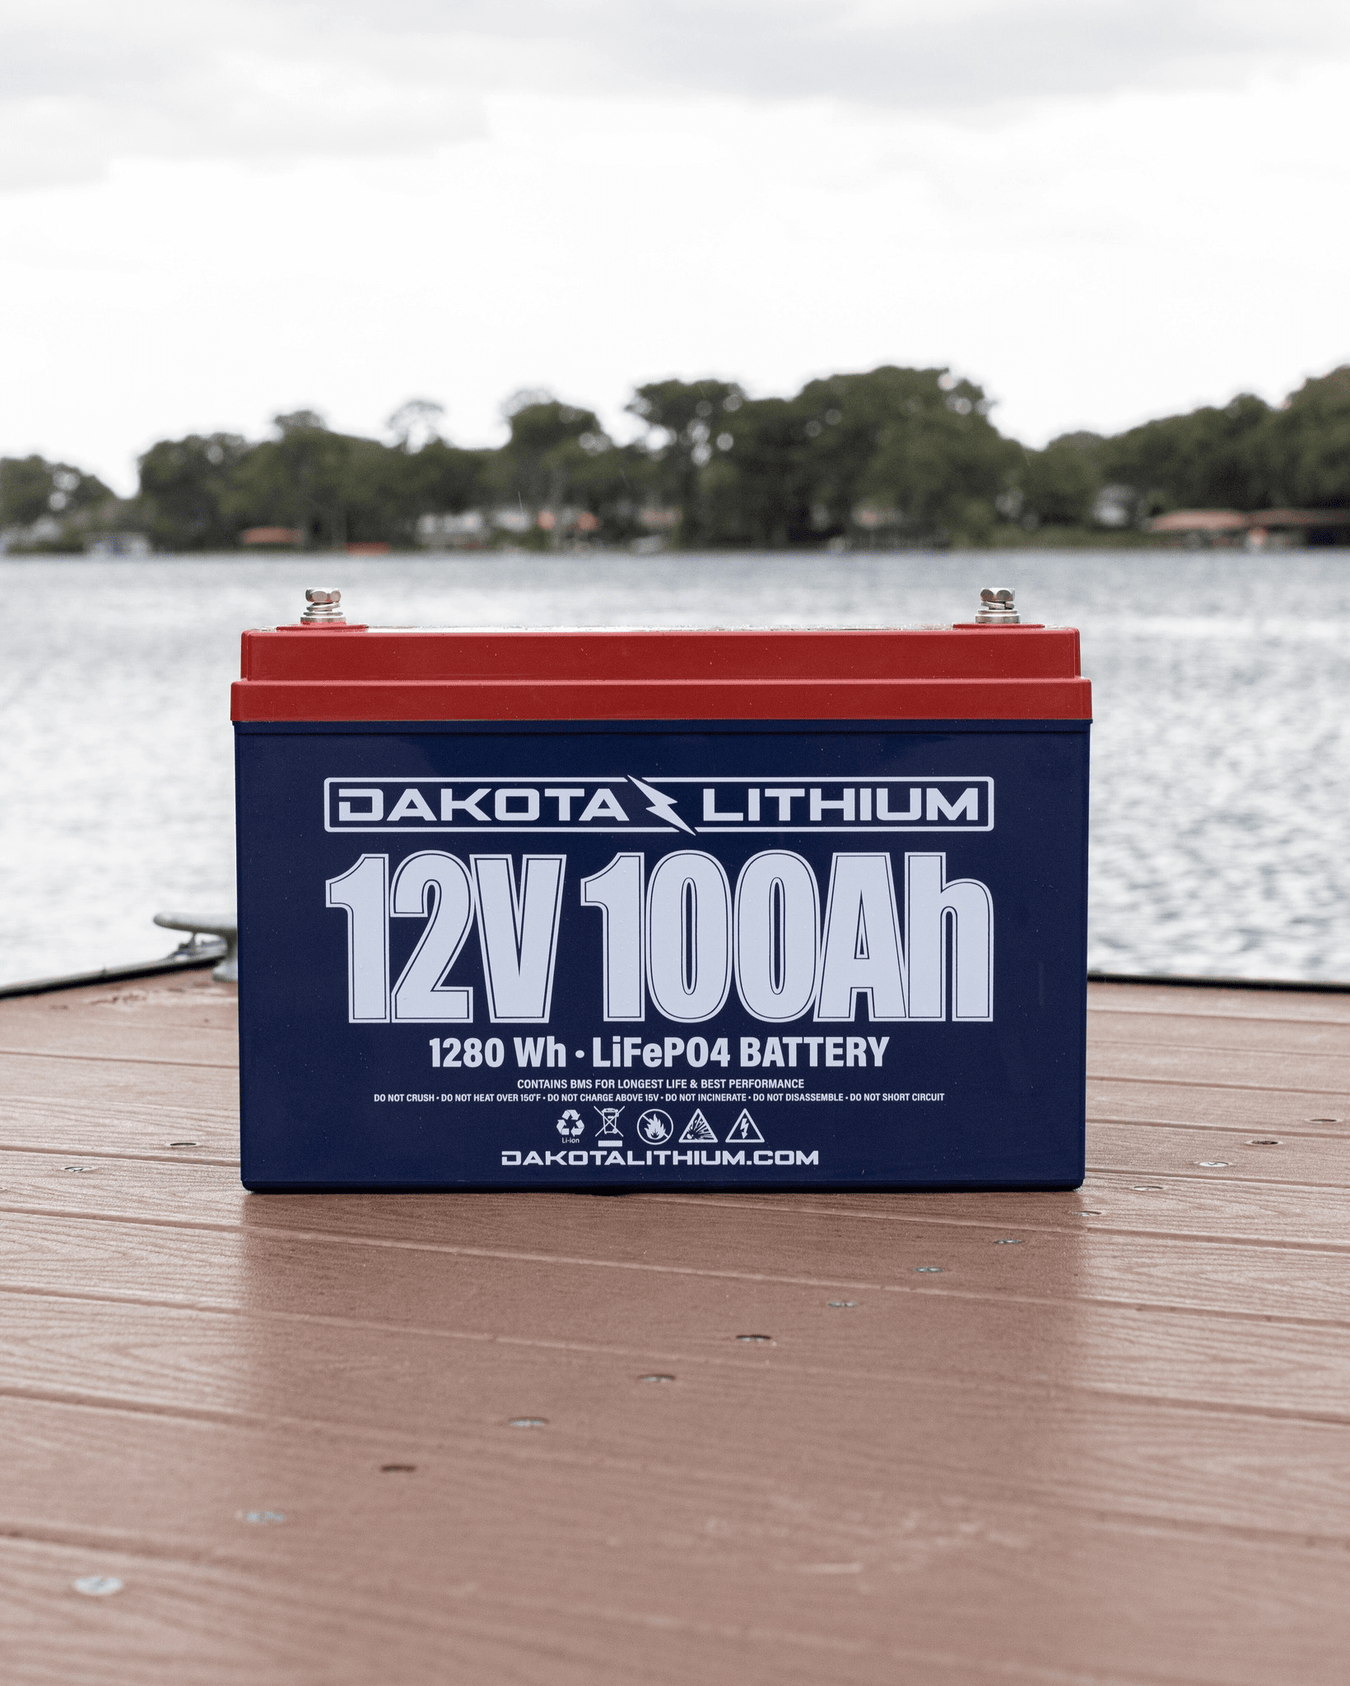 DAKOTA LITHIUM
12V 100Ah
1280 Wh · LiFePO4 BATTERY
CONTAINS BMS FOR LONGEST LIFE & BEST PERFORMANCE
DO NOT CRUSH • DO NOT HEAT OVER 150°F • DO NOT CHARGE ABOVE 15V • DO NOT INCINERATE • DO NOT DISASSEMBLE • DO NOT SHORT CIRCUIT
Li-ion
DAKOTALITHIUM.COM